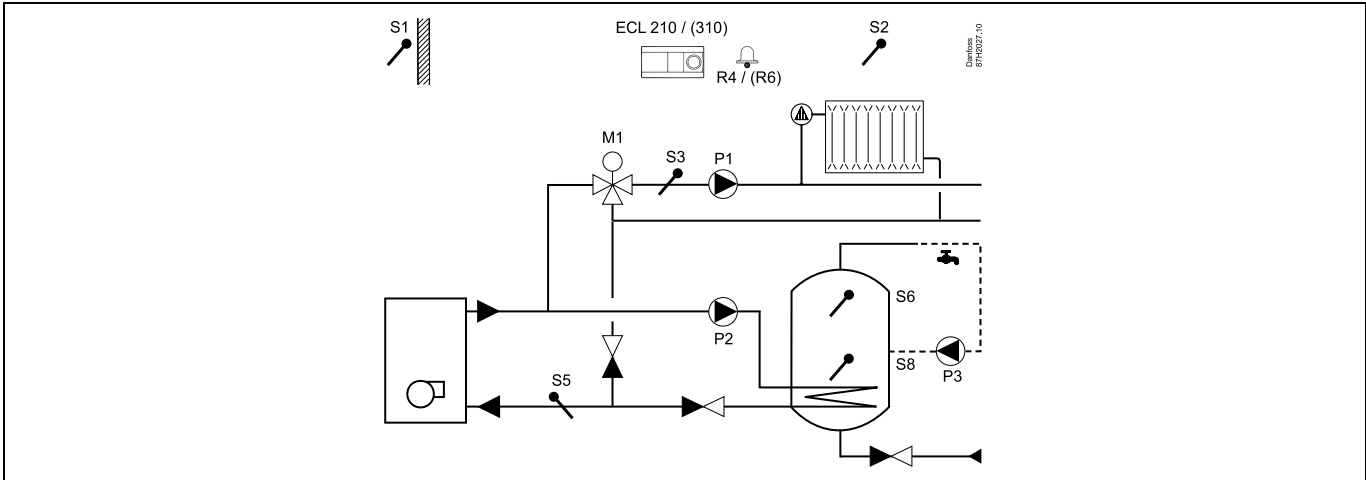 S1
ECL 210 / (310)
S2
Danfoss
87H2027.10
R4 / (R6)
M1
S3
P1
S6
P2
S8
P3
S5